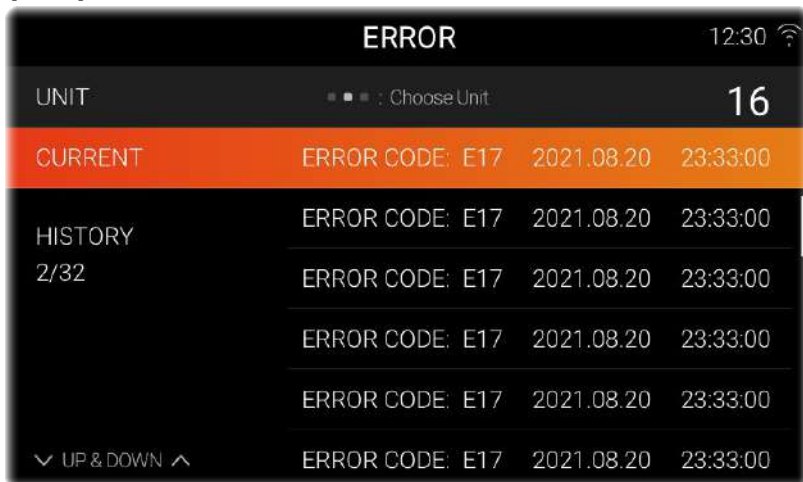 ERROR 12:30
UNIT : Choose Unit 16
CURRENT ERROR CODE: E17 2021.08.20 23:33:00
HISTORY ERROR CODE: E17 2021.08.20 23:33:00
2/32 ERROR CODE: E17 2021.08.20 23:33:00
ERROR CODE: E17 2021.08.20 23:33:00
ERROR CODE: E17 2021.08.20 23:33:00
UP & DOWN ERROR CODE: E17 2021.08.20 23:33:00